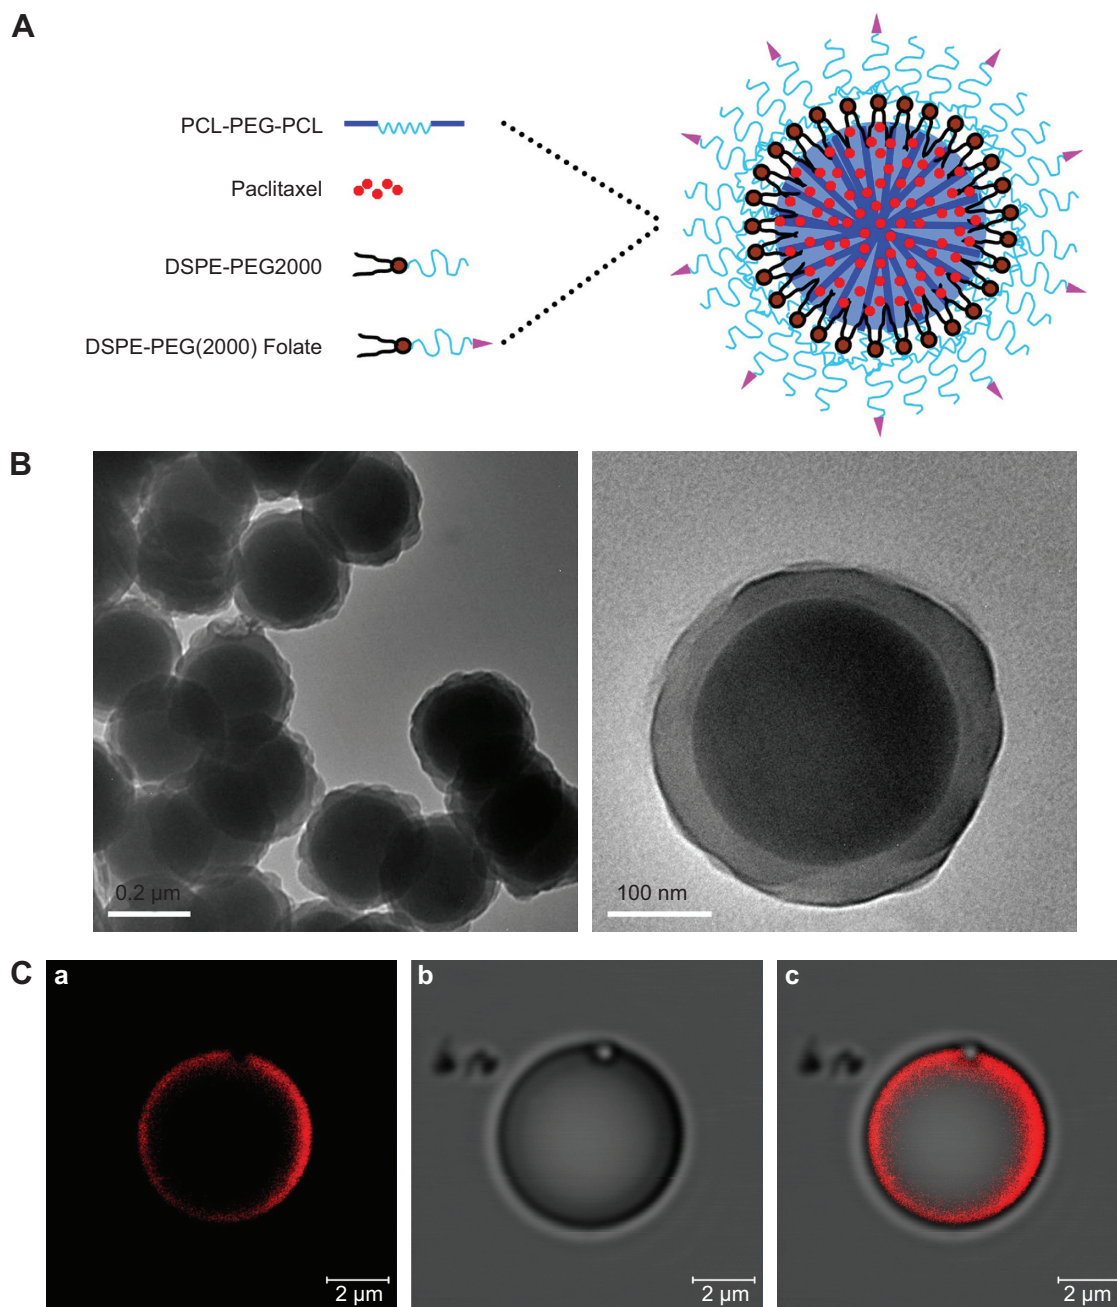 A
PCL-PEG-PCL
Paclitaxel
DSPE-PEG2000
DSPE-PEG(2000) Folate
B
0.2 µm
100 nm
C
a
b
c
2 µm
2 µm
2 µm